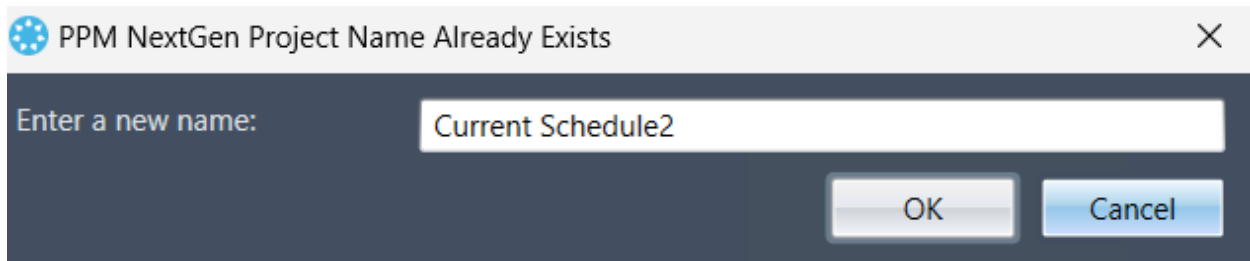 PPM NextGen Project Name Already Exists
Enter a new name: Current Schedule2
OK Cancel